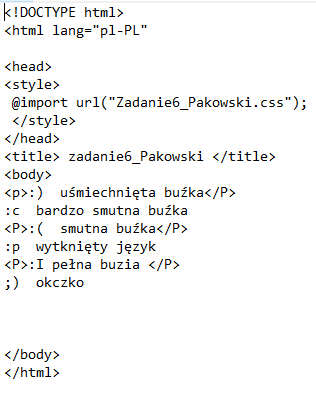 <!DOCTYPE html>
<html lang="pl-PL"
<head>
<style>
@import url("Zadanie6_Pakowski.css");
</style>
</head>
<title> zadanie6_Pakowski </title>
<body>
<p>:)  uśmiechnięta buźka</P>
:c  bardzo smutna buźka
<P>:(  smutna buźka</P>
:p  wytknięty język
<P>:I pełna buzia </P>
;)  okczko
</body>
</html>